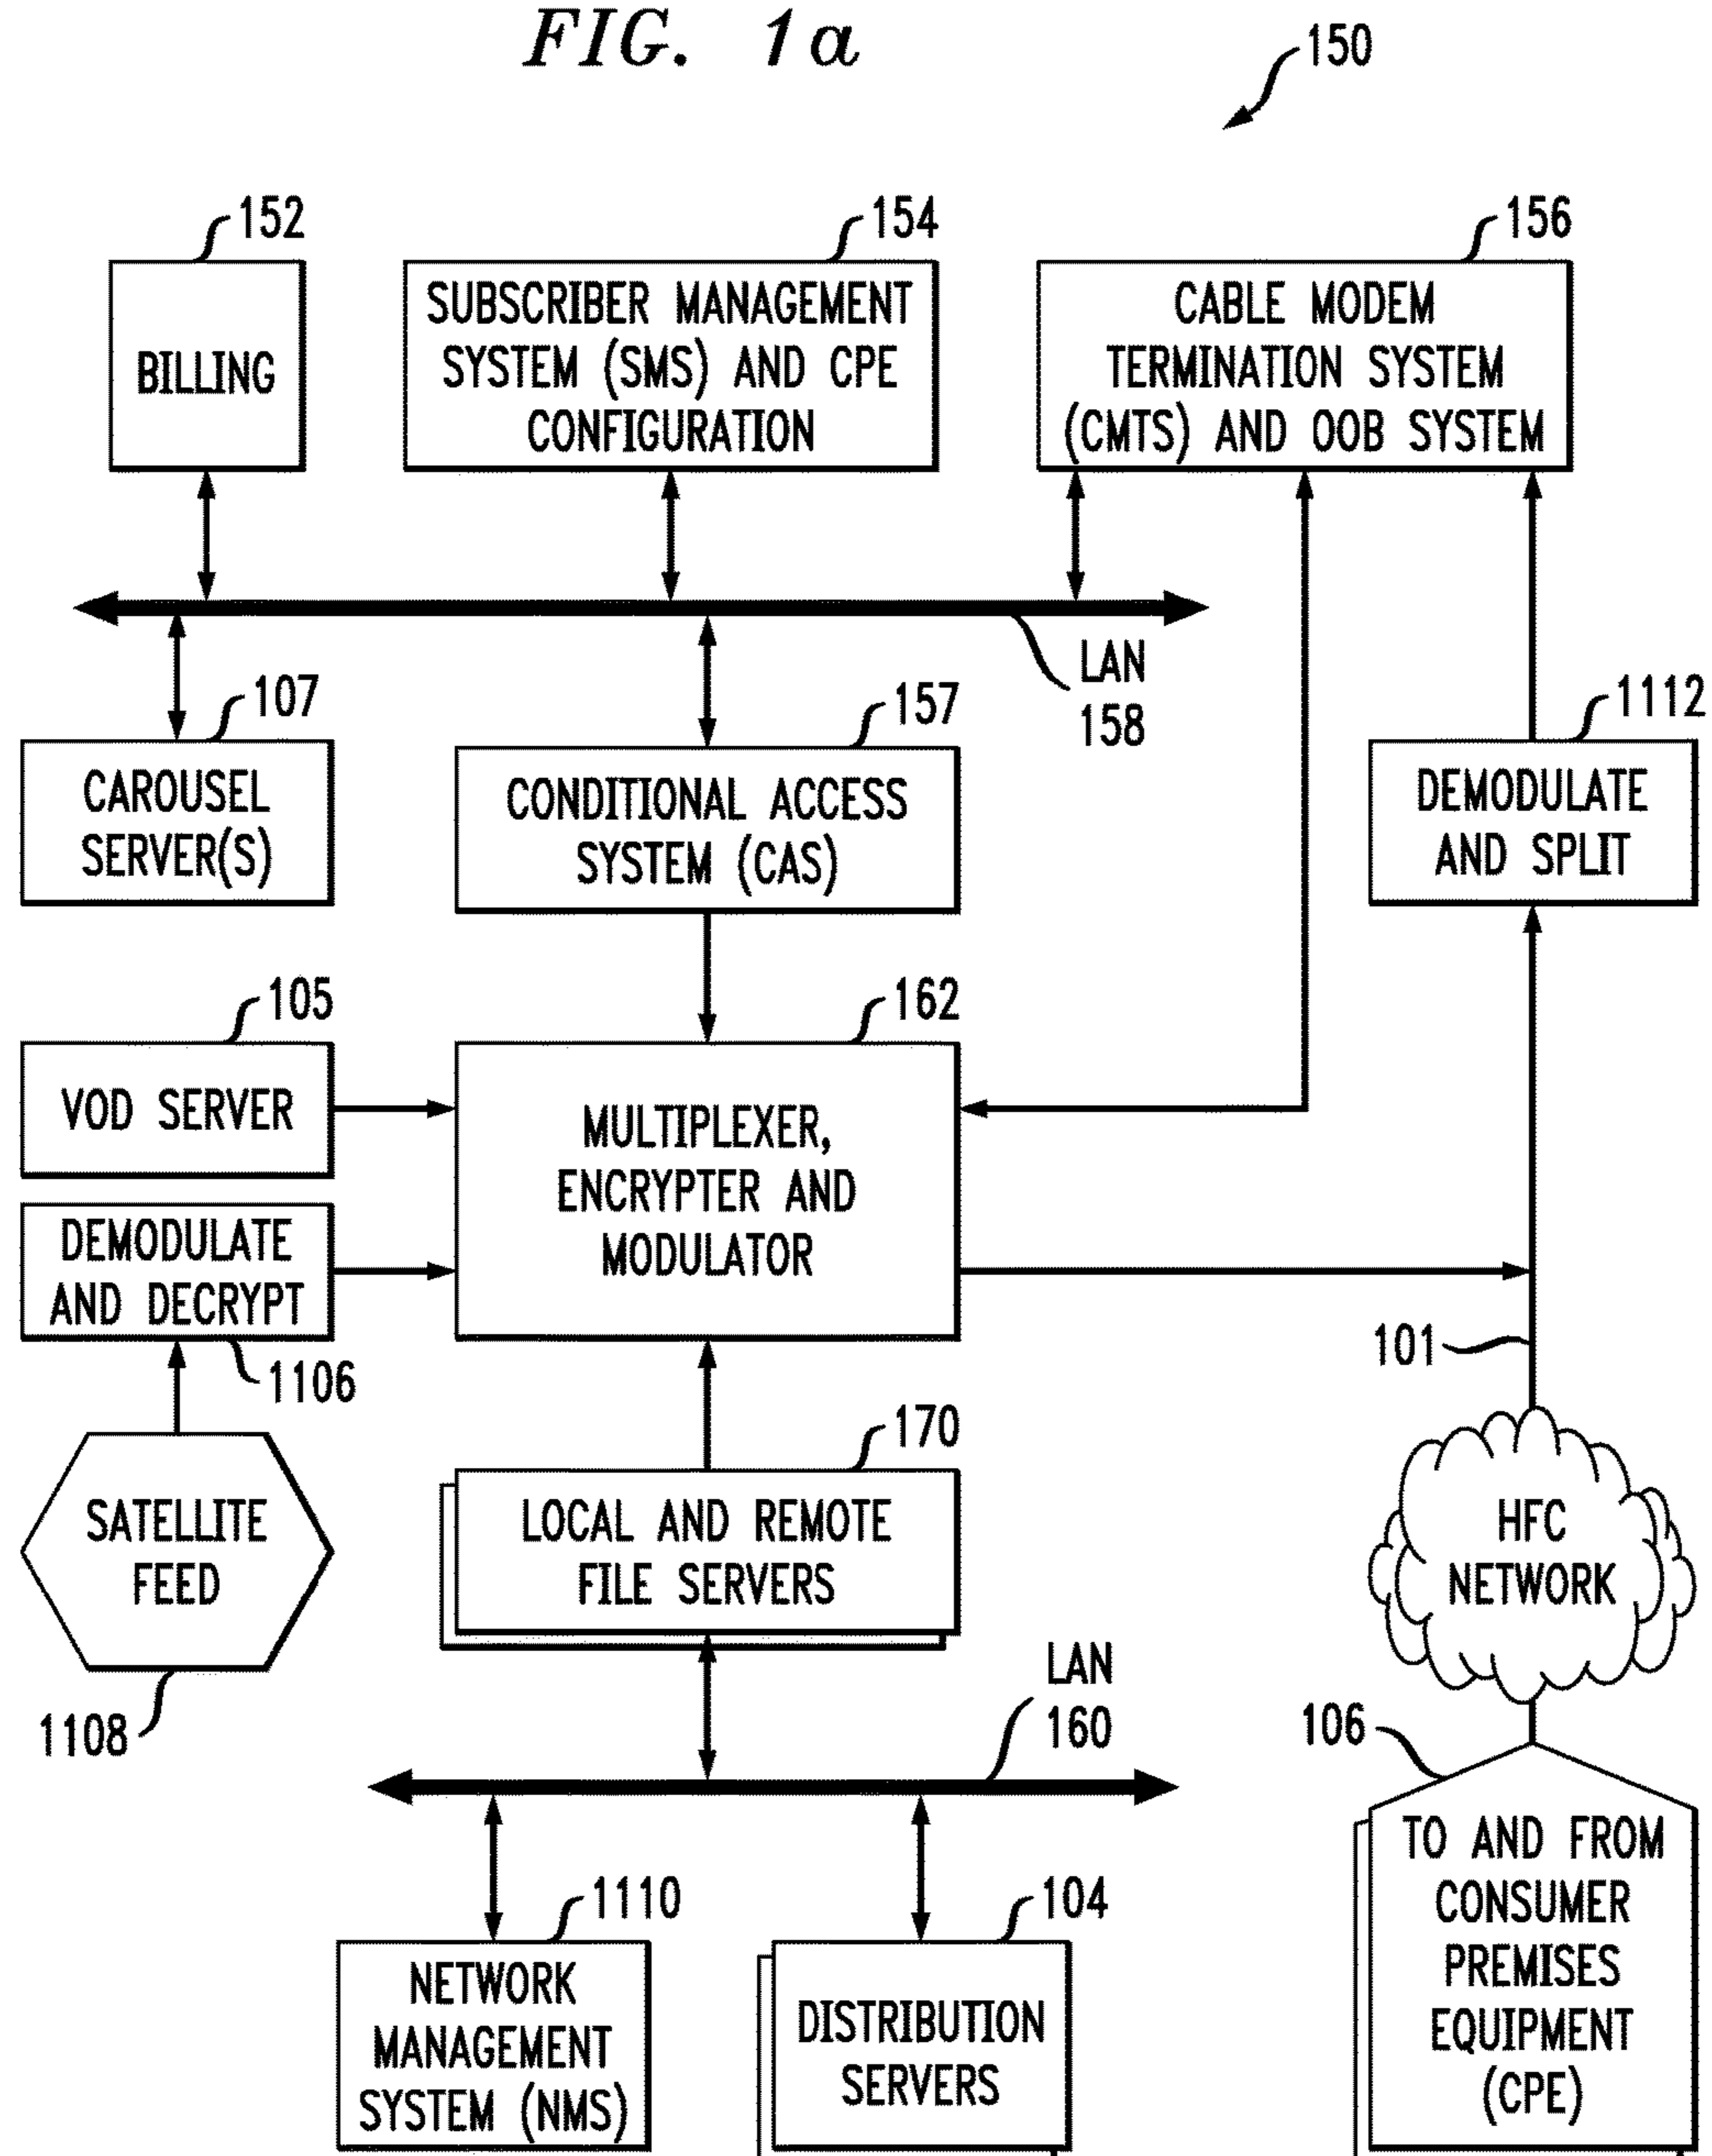 FIG. 1a
150
152
154
156
BILLING
SUBSCRIBER MANAGEMENT
SYSTEM (SMS) AND CPE
CONFIGURATION
CABLE MODEM
TERMINATION SYSTEM
(CMTS) AND OOB SYSTEM
LAN
158
107
157
1112
CAROUSEL
SERVER(S)
CONDITIONAL ACCESS
SYSTEM (CAS)
DEMODULATE
AND SPLIT
105
162
VOD SERVER
MULTIPLEXER,
ENCRYPTER AND
MODULATOR
DEMODULATE
AND DECRYPT
1106
101
170
SATELLITE
FEED
LOCAL AND REMOTE
FILE SERVERS
HFC
NETWORK
1108
LAN
160
106
1110
104
NETWORK
MANAGEMENT
SYSTEM (NMS)
DISTRIBUTION
SERVERS
TO AND FROM
CONSUMER
PREMISES
EQUIPMENT
(CPE)